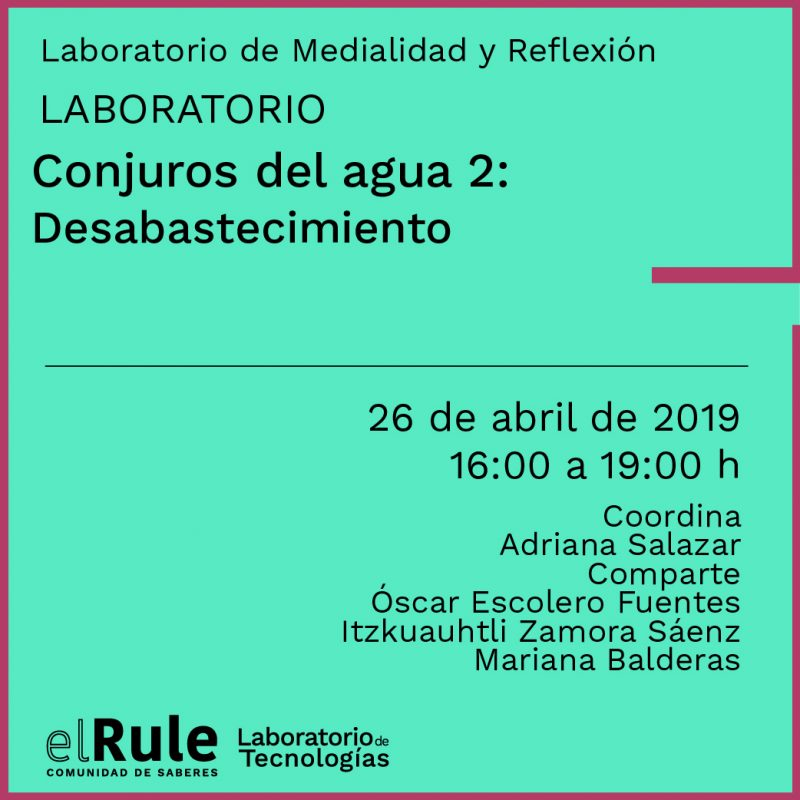 Laboratorio de Medialidad y Reflexión
LABORATORIO
Conjuros del agua 2:
Desabastecimiento
26 de abril de 2019
16:00 a 19:00 h
Coordina
Adriana Salazar
Comparte
Óscar Escolero Fuentes
Itzkuauhtli Zamora Sáenz
Mariana Balderas
elRule
COMUNIDAD DE SABERES
Laboratorio de
Tecnologías